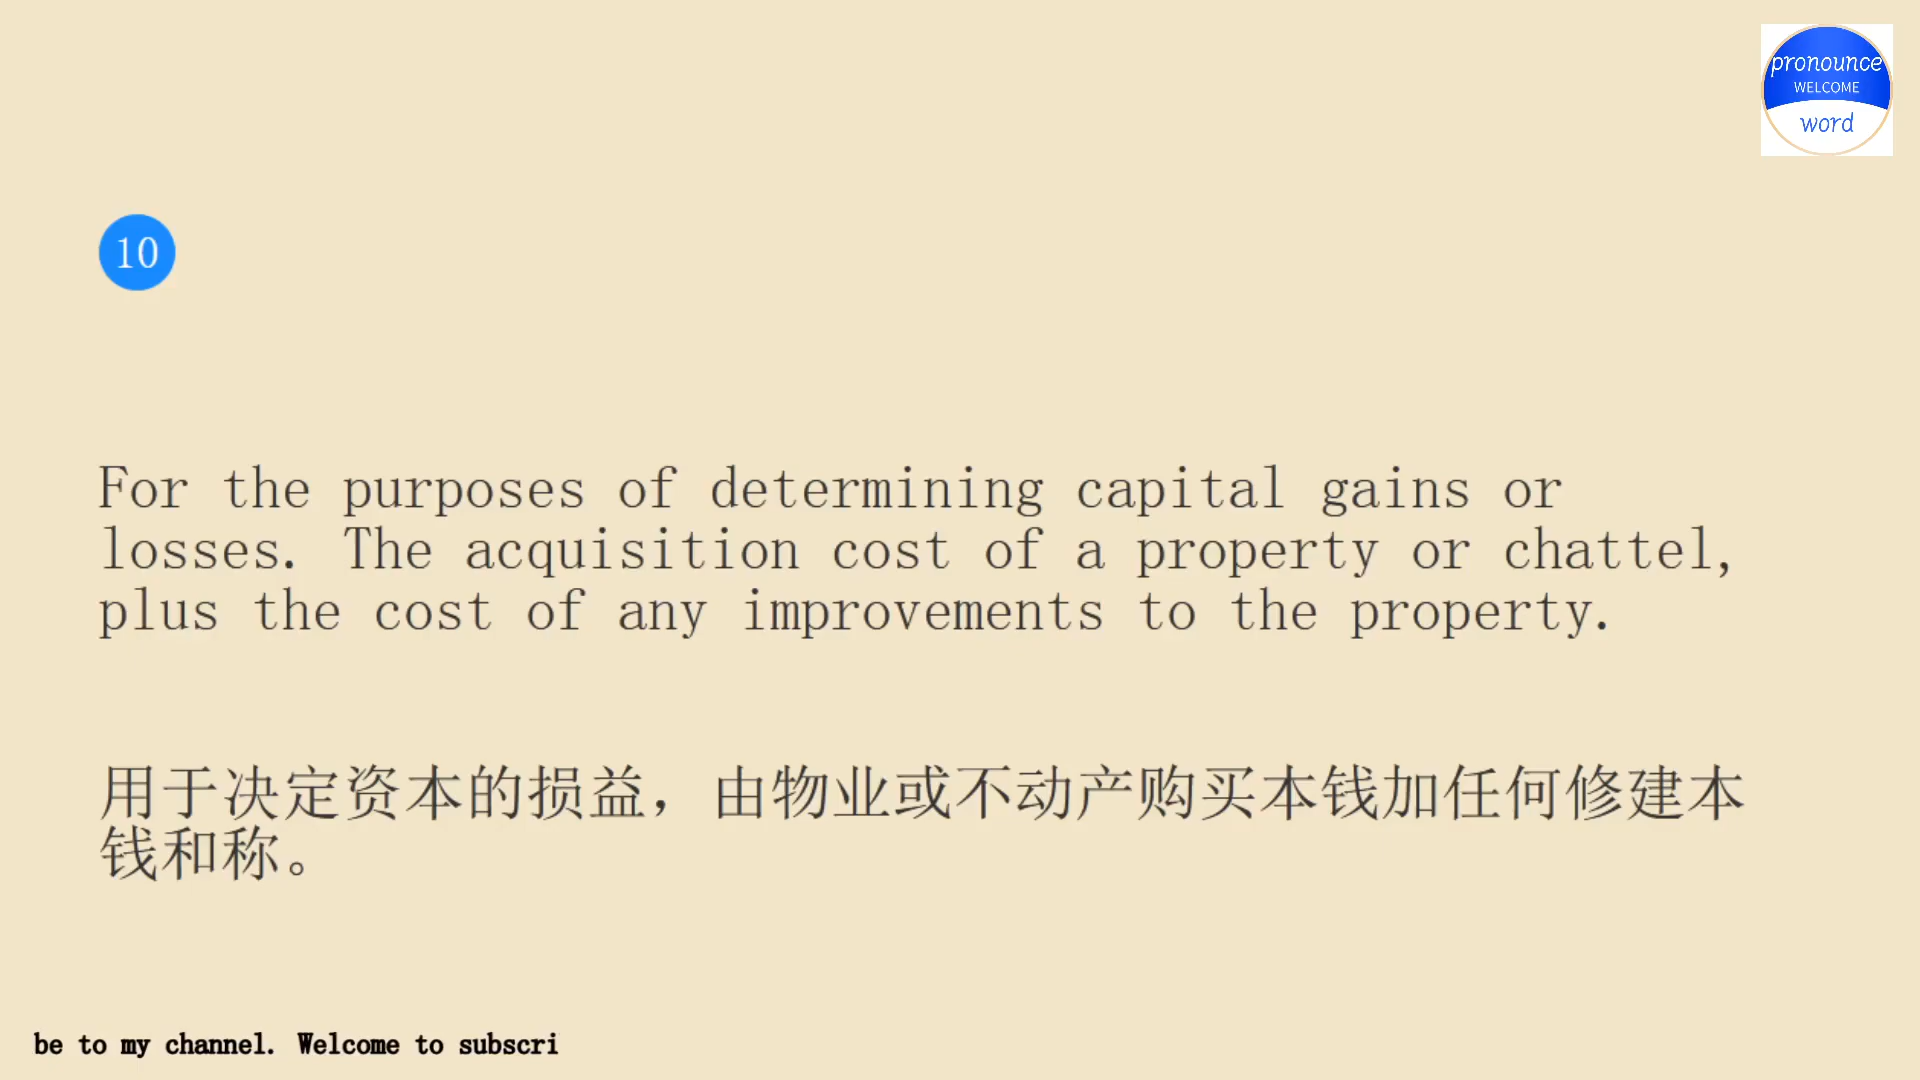 pronounce
WELCOME
word
10
For the purposes of determining capital gains or
losses. The acquisition cost of a property or chattel,
plus the cost of any improvements to the property.
用于决定资本的损益，由物业或不动产购买本钱加任何修建本
钱和称。
be to my channel. Welcome to subscri